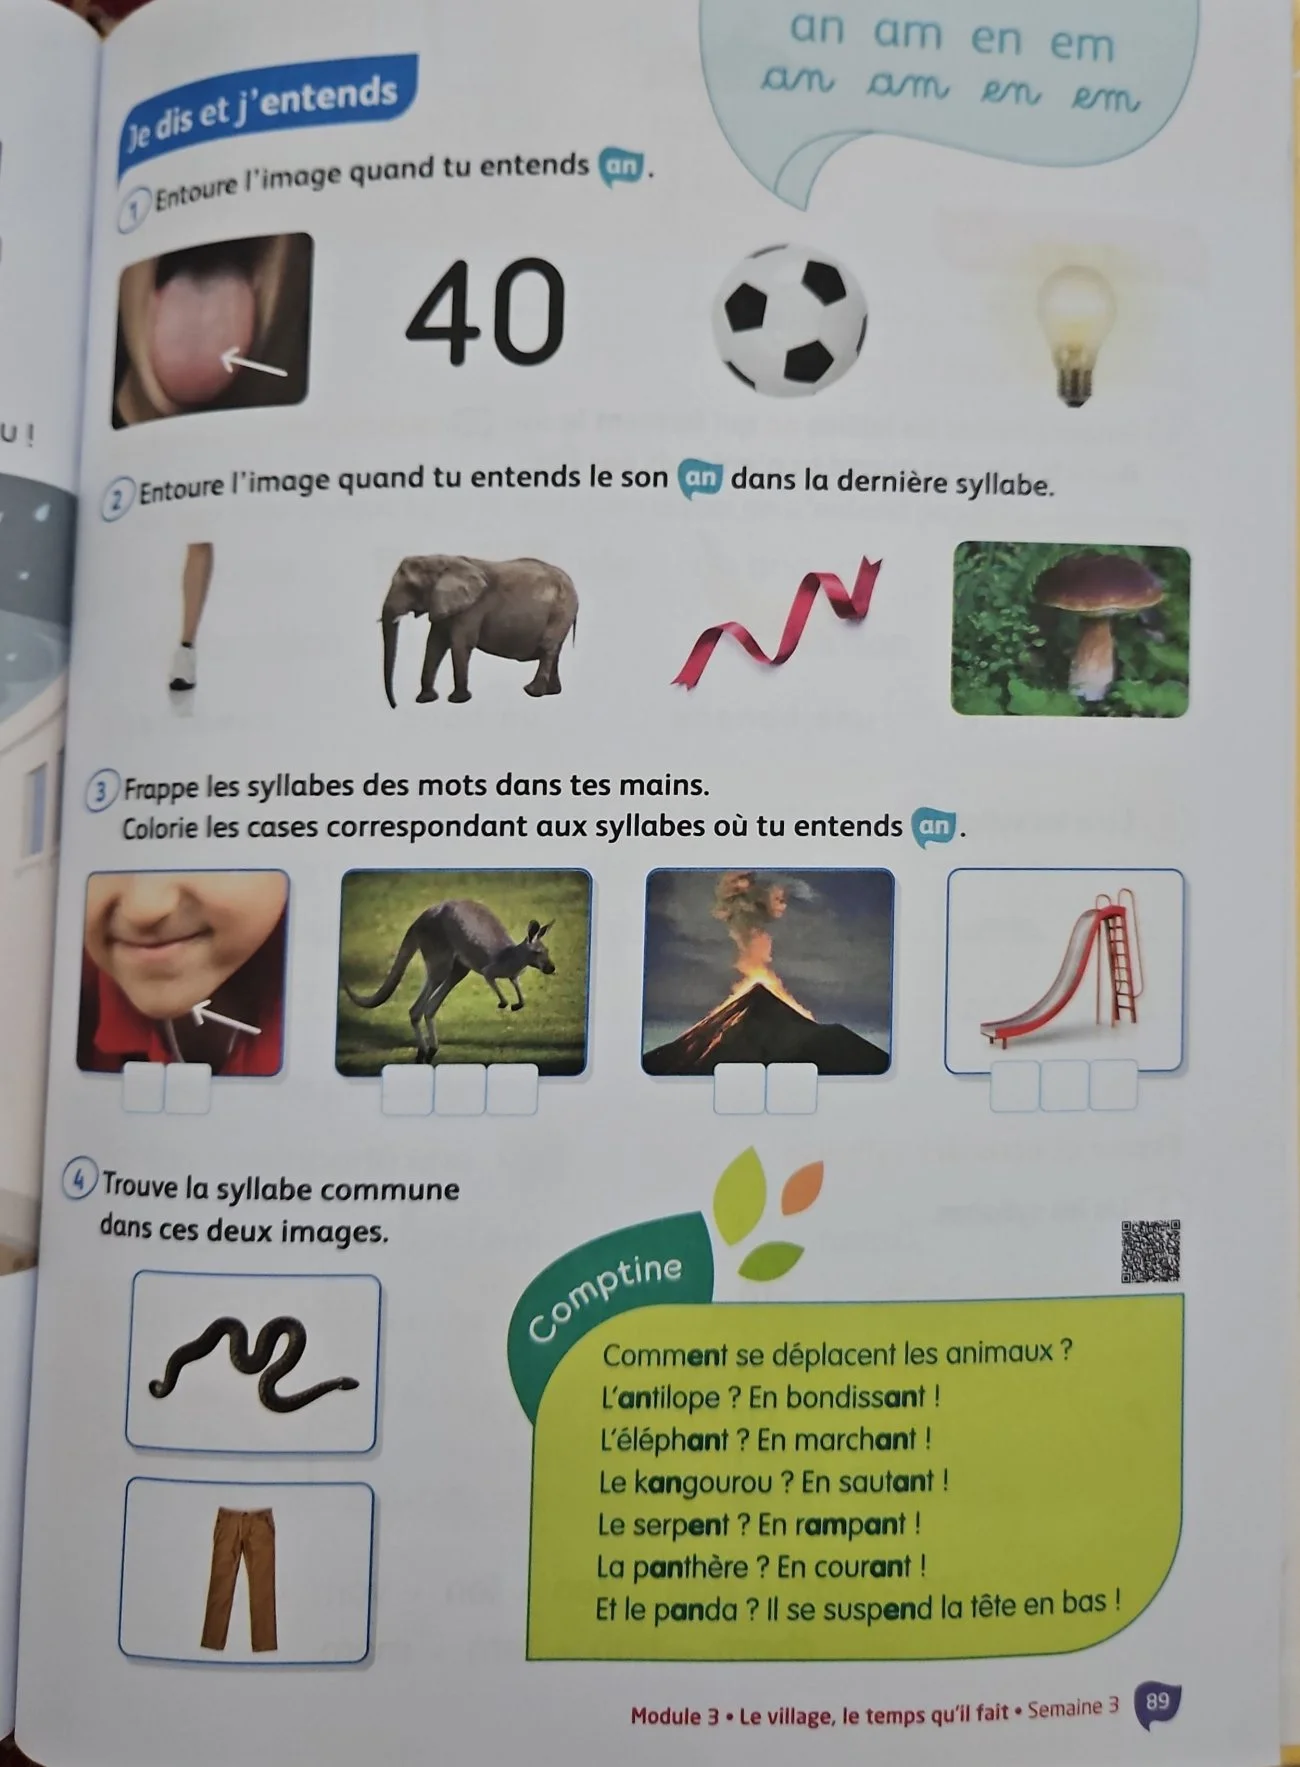 an am en em
an am en em
Je dis et j'entends
1 Entoure l'image quand tu entends an.
40
U !
2 Entoure l'image quand tu entends le son an dans la dernière syllabe.
3 Frappe les syllabes des mots dans tes mains.
Colorie les cases correspondant aux syllabes où tu entends an.
4 Trouve la syllabe commune
dans ces deux images.
Comptine
Comment se déplacent les animaux ?
L'antilope ? En bondissant !
L'éléphant ? En marchant !
Le kangourou ? En sautant !
Le serpent ? En rampant !
La panthère ? En courant !
Et le panda ? Il se suspend la tête en bas !
Module 3 • Le village, le temps qu'il fait • Semaine 3 89